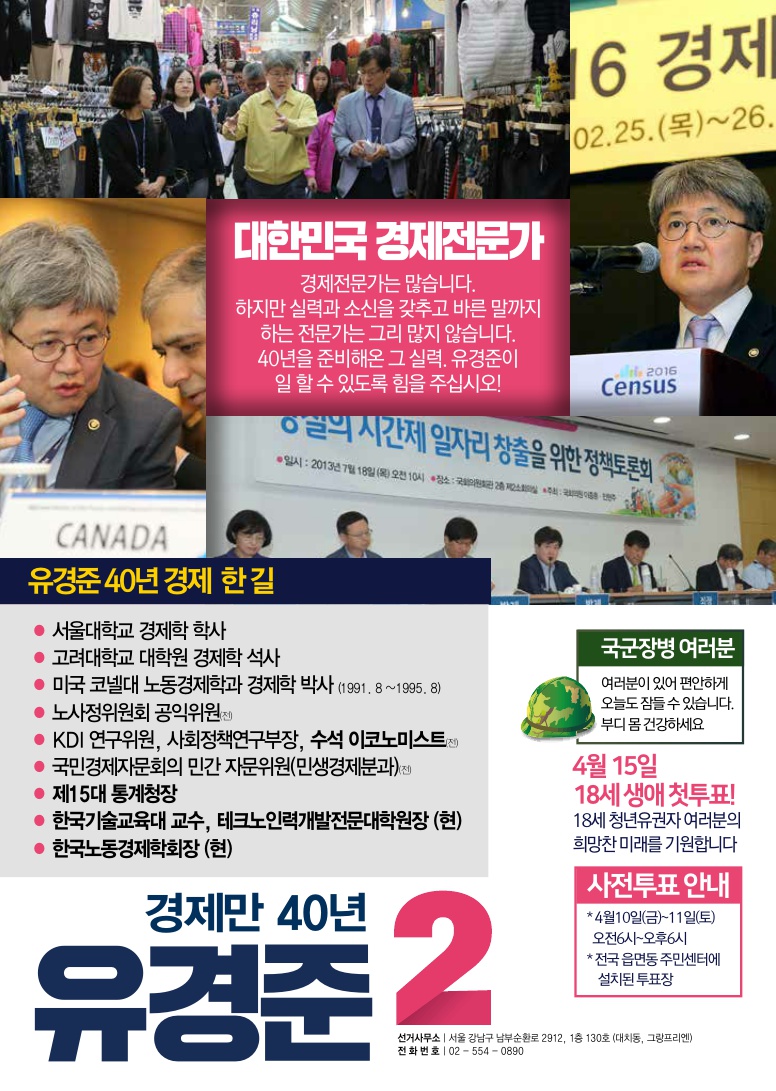 16 경제
02.25.(목)~26.
대한민국 경제전문가
경제전문가는 많습니다.
하지만 실력과 소신을 갖추고 바른 말까지
하는 전문가는 그리 많지 않습니다.
40년을 준비해온 그 실력. 유경준이
일 할 수 있도록 힘을 주십시오!
2016
Census
CANADA
양질의 시간제 일자리 창출을 위한 정책토론회
●일시 : 2013년 7월 18일 (목) 오전 10시 ●장소 : 국회의원회관 2층 제2소회의실 ●주최 : 국회의원
유경준 40년 경제 한 길
● 서울대학교 경제학 학사
● 고려대학교 대학원 경제학 석사
● 미국 코넬대 노동경제학과 경제학 박사 (1991. 8 ~1995. 8)
● 노사정위원회 공익위원(전)
● KDI 연구위원, 사회정책연구부장, 수석 이코노미스트(전)
● 국민경제자문회의 민간 자문위원(민생경제분과)(전)
● 제15대 통계청장
● 한국기술교육대 교수, 테크노인력개발전문대학원장 (현)
● 한국노동경제학회장 (현)
국군장병 여러분
여러분이 있어 편안하게
오늘도 잠들 수 있습니다.
부디 몸 건강하세요
4월 15일
18세 생애 첫투표!
18세 청년유권자 여러분의
희망찬 미래를 기원합니다
사전투표 안내
* 4월10일(금)~11일(토)
오전6시~오후6시
* 전국 읍면동 주민센터에
설치된 투표장
경제만 40년
유경준
2
선거사무소 | 서울 강남구 남부순환로 2912, 1층 130호 (대치동, 그랑프리엔)
전 화 번 호 | 02 - 554 - 0890